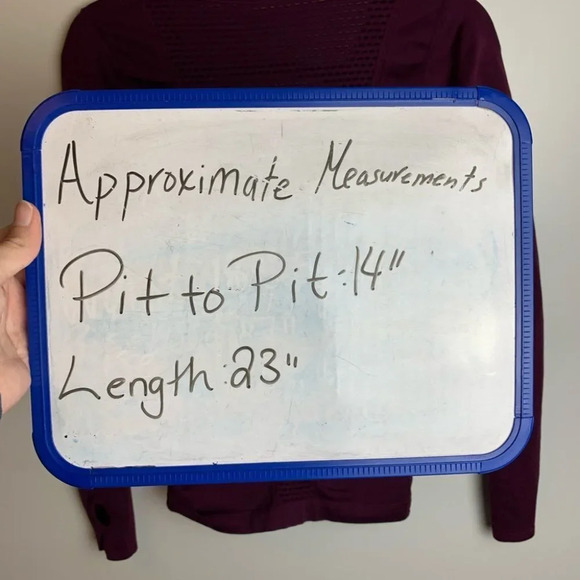 Approximate Measurements
Pit to Pit: 14"
Length: 23"